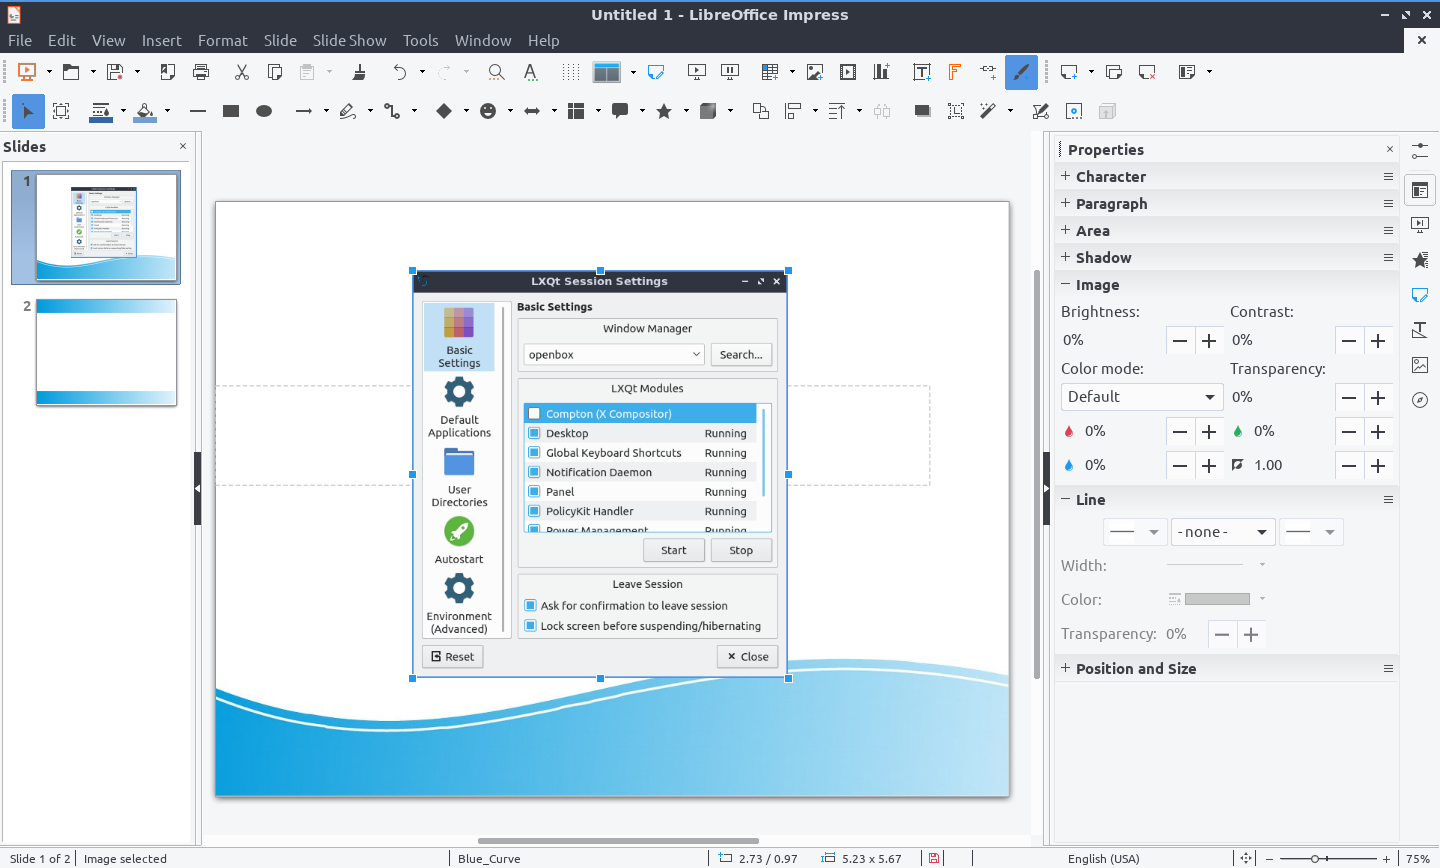 Untitled 1 - LibreOffice Impress
File Edit View Insert Format Slide Slide Show Tools Window Help
Slides
1
2
LXQt Session Settings
Basic Settings
Default Applications
User Directories
Autostart
Environment (Advanced)
Basic Settings
Window Manager
openbox
Search...
LXQt Modules
Compton (X Compositor)
Desktop Running
Global Keyboard Shortcuts Running
Notification Daemon Running
Panel Running
PolicyKit Handler Running
Power Management Running
Start Stop
Leave Session
Ask for confirmation to leave session
Lock screen before suspending/hibernating
Reset Close
Properties
Character
Paragraph
Area
Shadow
Image
Brightness: Contrast:
0% 0%
Color mode: Transparency:
Default 0%
0% 0%
0% 1.00
Line
- none -
Width:
Color:
Transparency: 0%
Position and Size
Slide 1 of 2 Image selected Blue_Curve 2.73 / 0.97 5.23 x 5.67 English (USA) 75%